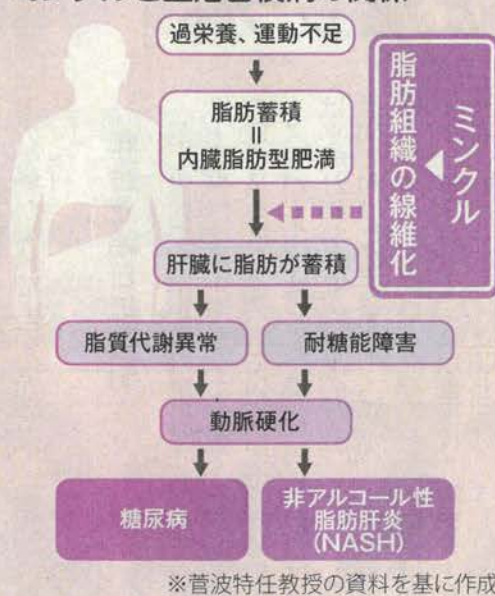 過栄養、運動不足
脂肪蓄積
＝
内臓脂肪型肥満
ミンクル
脂肪組織の線維化
肝臓に脂肪が蓄積
脂質代謝異常
耐糖能障害
動脈硬化
糖尿病
非アルコール性
脂肪肝炎
(NASH)
※菅波特任教授の資料を基に作成